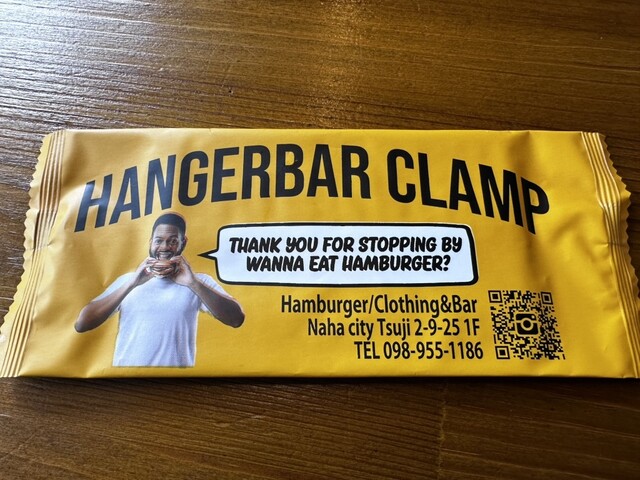 HANGERBAR CLAMP
THANK YOU FOR STOPPING BY
WANNA EAT HAMBURGER?
Hamburger/Clothing&Bar
Naha city Tsuji 2-9-25 1F
TEL 098-955-1186